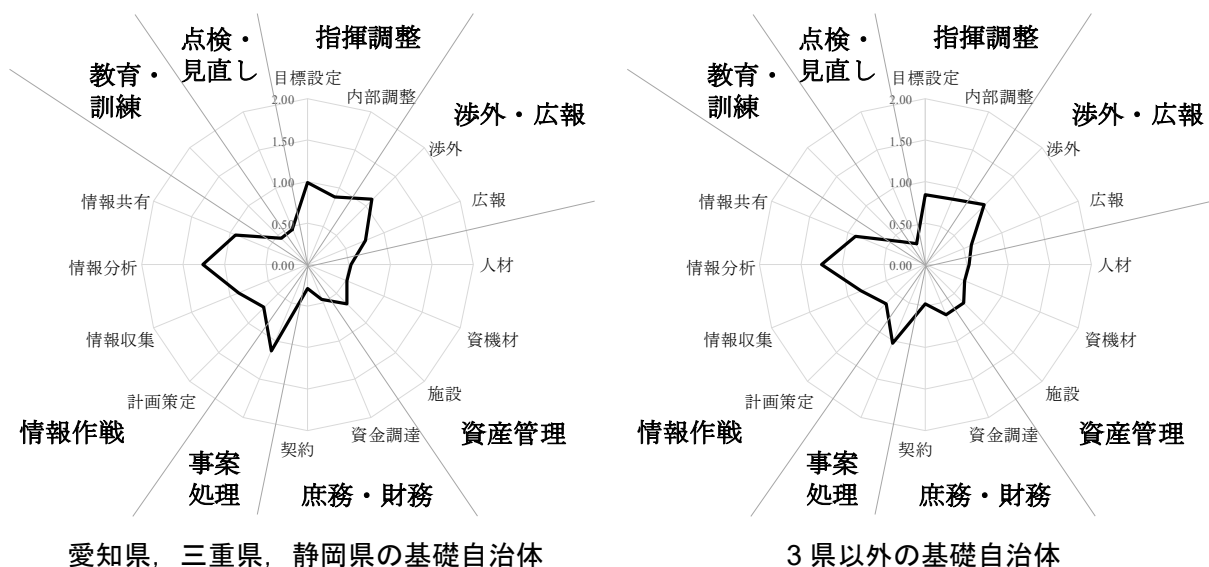 点検・
見直し
指揮調整
教育・
訓練
目標設定
内部調整
渉外・広報
渉外
広報
人材
資機材
施設
資産管理
資金調達
契約
庶務・財務
事案
処理
計画策定
情報作戦
情報収集
情報分析
情報共有
2.00
1.50
1.00
0.50
0.00
愛知県，三重県，静岡県の基礎自治体
点検・
見直し
指揮調整
教育・
訓練
目標設定
内部調整
渉外・広報
渉外
広報
人材
資機材
施設
資産管理
資金調達
契約
庶務・財務
事案
処理
計画策定
情報作戦
情報収集
情報分析
情報共有
2.00
1.50
1.00
0.50
0.00
3県以外の基礎自治体